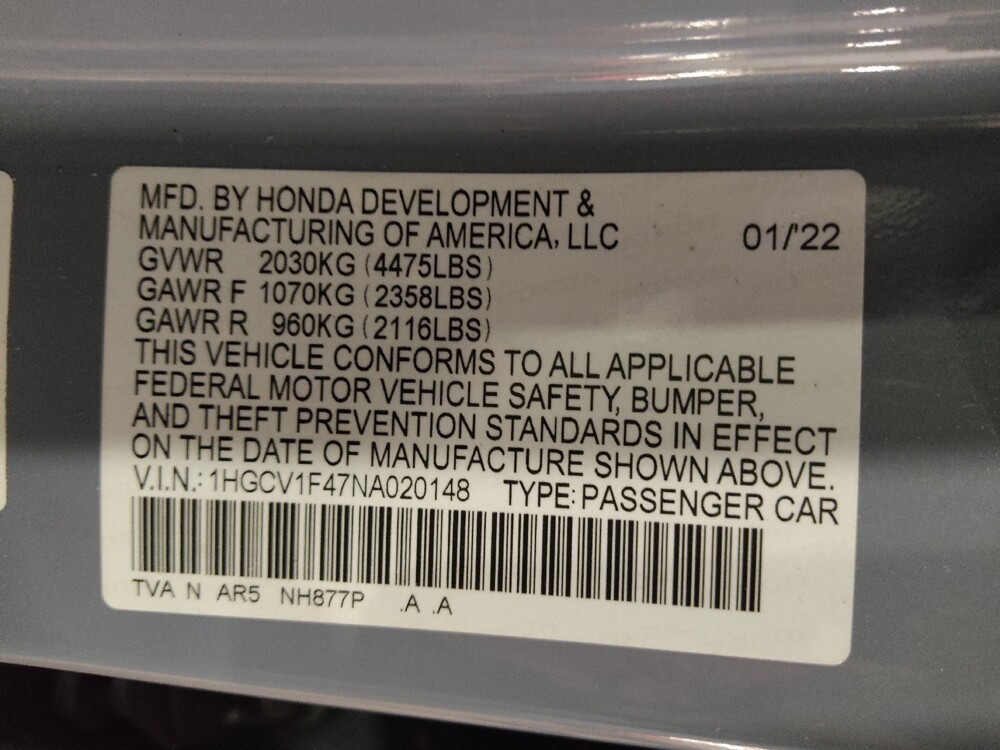 MFD. BY HONDA DEVELOPMENT &
MANUFACTURING OF AMERICA, LLC 01/'22
GVWR 2030KG (4475LBS)
GAWR F 1070KG (2358LBS)
GAWR R 960KG (2116LBS)
THIS VEHICLE CONFORMS TO ALL APPLICABLE
FEDERAL MOTOR VEHICLE SAFETY, BUMPER,
AND THEFT PREVENTION STANDARDS IN EFFECT
ON THE DATE OF MANUFACTURE SHOWN ABOVE.
V.I.N.: 1HGCV1F47NA020148 TYPE: PASSENGER CAR
TVA N AR5 NH877P .A .A